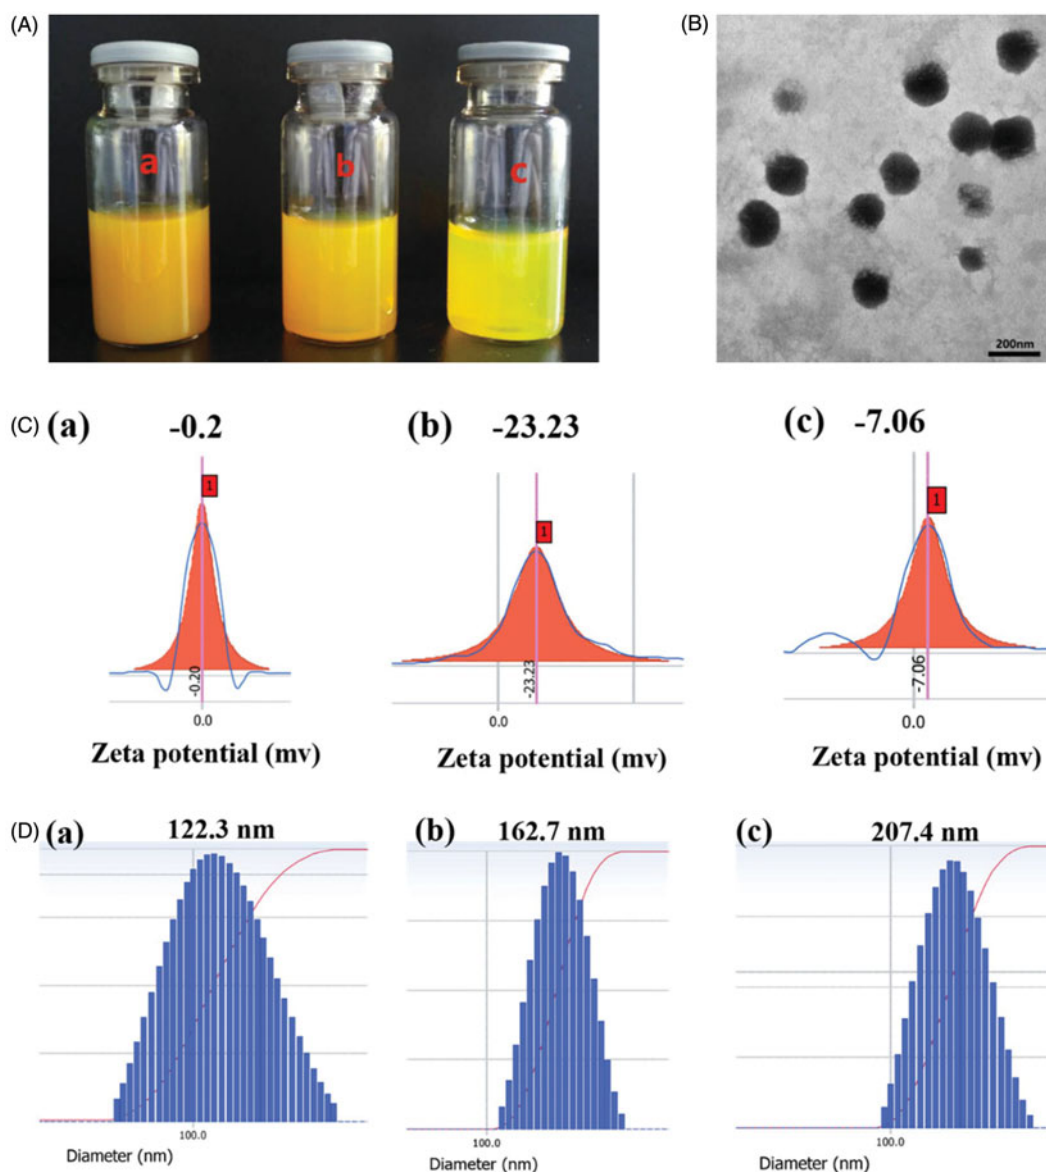 (A)
a
b
c
(B)
200nm
(C)
(a)
-0.2
1
-0.20
0.0
Zeta potential (mv)
(b)
-23.23
1
-23.23
0.0
Zeta potential (mv)
(c)
-7.06
1
-7.06
0.0
Zeta potential (mv)
(D)
(a)
122.3 nm
100.0
Diameter (nm)
(b)
162.7 nm
100.0
Diameter (nm)
(c)
207.4 nm
100.0
Diameter (nm)